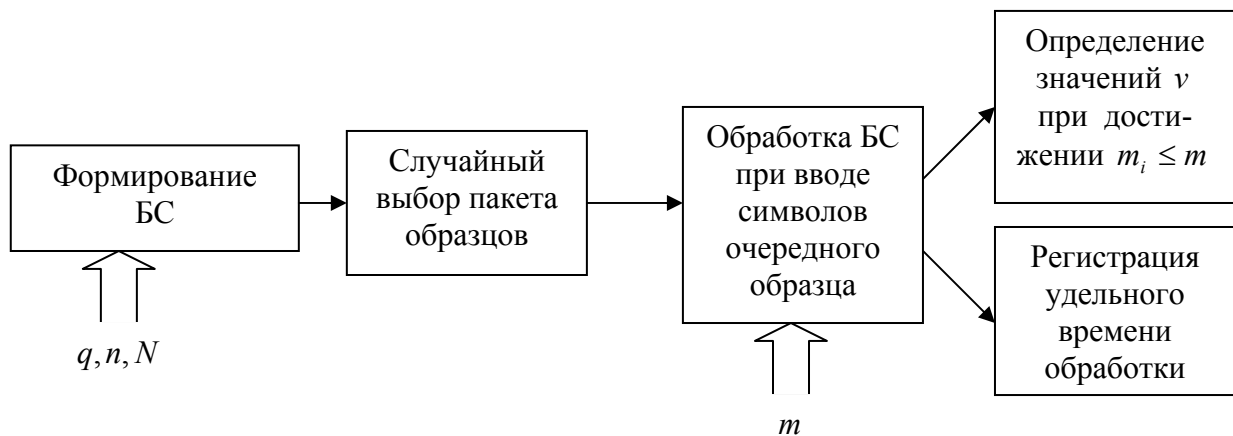 Формирование
БС
q, n, N
Случайный
выбор пакета
образцов
Обработка БС
при вводе
символов
очередного
образца
m
Определение
значений v
при дости-
жении m_i ≤ m
Регистрация
удельного
времени
обработки